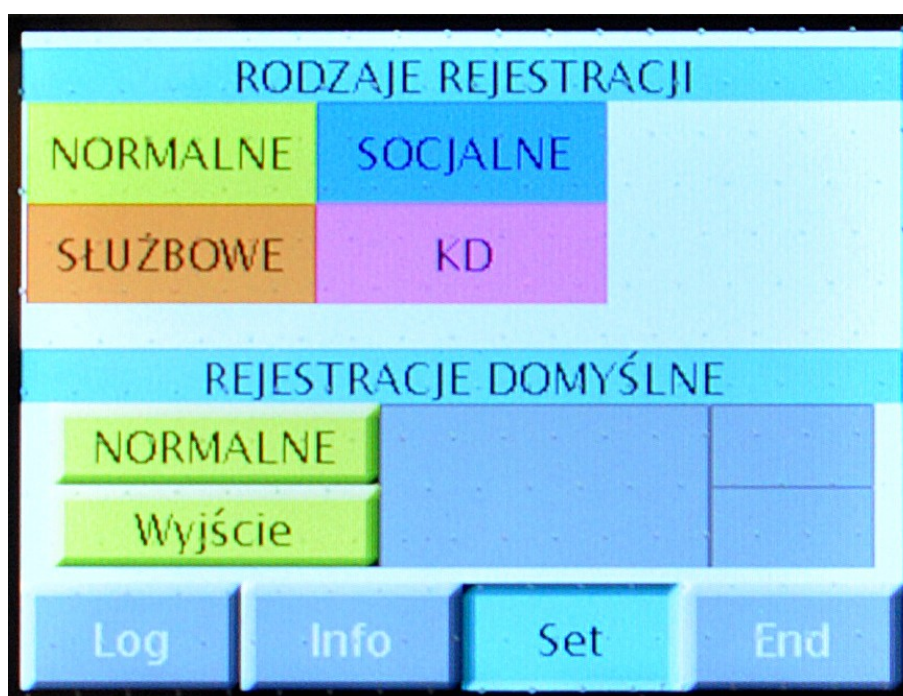 RODZAJE REJESTRACJI
NORMALNE SOCJALNE
SŁUŻBOWE KD
REJESTRACJE DOMYŚLNE
NORMALNE
Wyjście
Log Info Set End